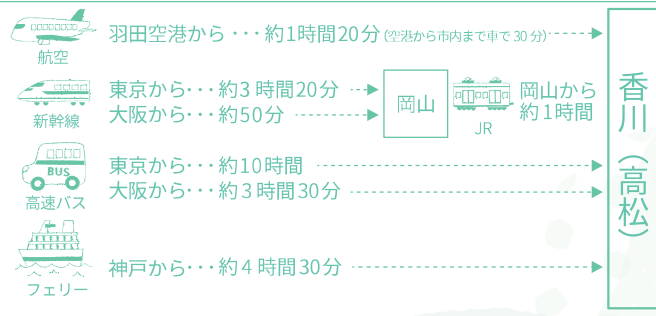 航空
羽田空港から・・・約1時間20分(空港から市内まで車で30分)
新幹線
東京から・・・約3時間20分
大阪から・・・約50分
岡山
JR
岡山から
約1時間
BUS
高速バス
東京から・・・約10時間
大阪から・・・約3時間30分
フェリー
神戸から・・・約4時間30分
香川(高松)